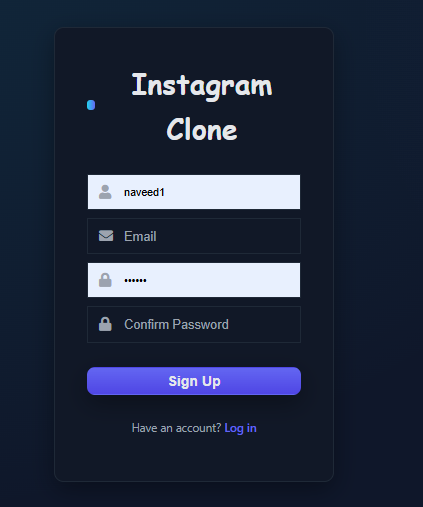 Instagram
Clone
naveed1
Email
••••••
Confirm Password
Sign Up
Have an account? Log in